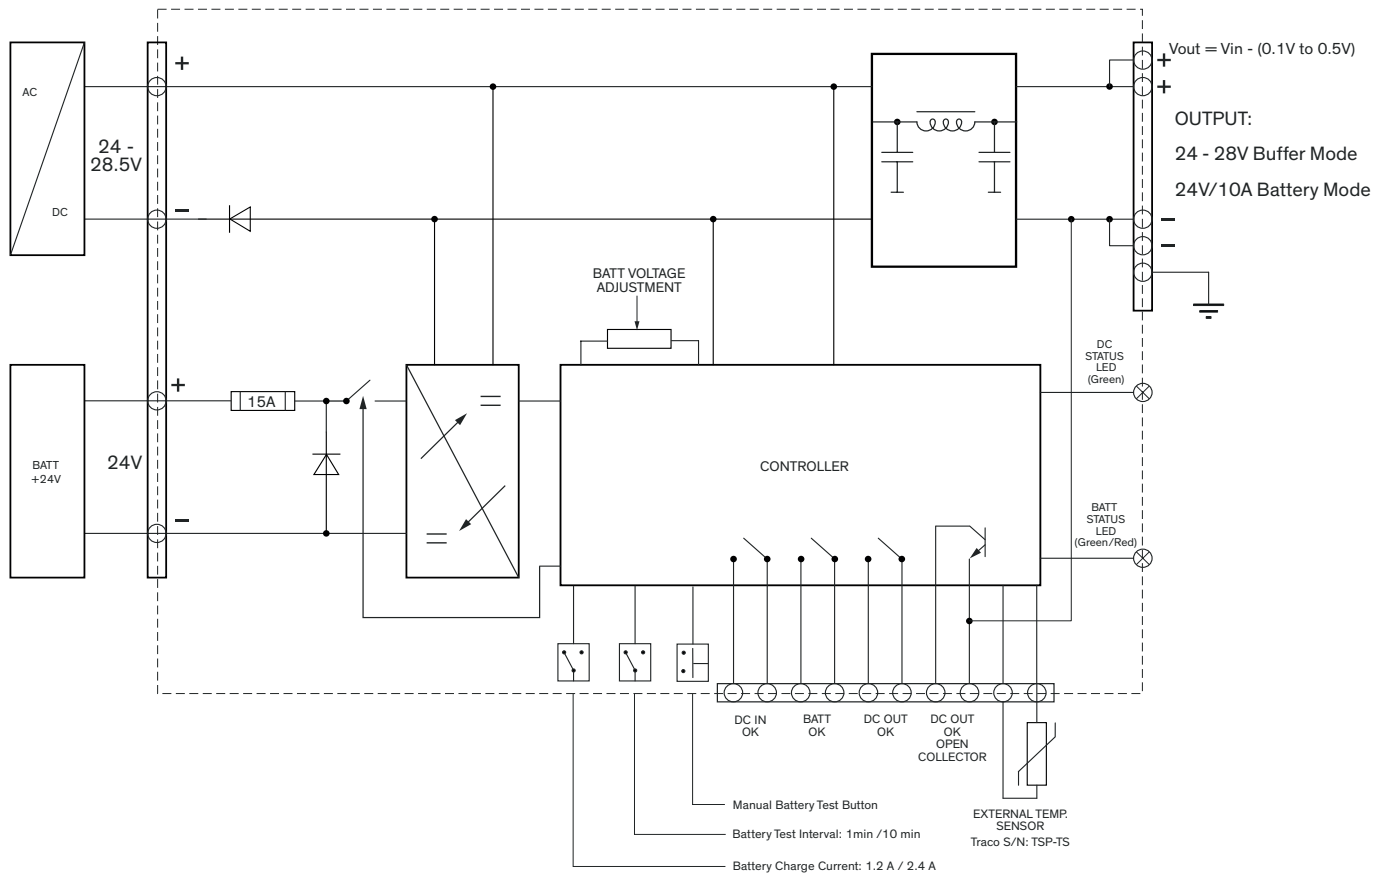 Vout = Vin - (0.1V to 0.5V)
+
+
+
AC
OUTPUT:
24 -
28.5V
24 - 28V Buffer Mode
24V/10A Battery Mode
DC
−
−
−
BATT VOLTAGE
ADJUSTMENT
DC
STATUS
LED
(Green)
+
15A
BATT
+24V
24V
CONTROLLER
BATT
STATUS
LED
(Green/Red)
−
DC IN
OK
BATT
OK
DC OUT
OK
DC OUT
OK
OPEN
COLLECTOR
Manual Battery Test Button
EXTERNAL TEMP.
SENSOR
Traco S/N: TSP-TS
Battery Test Interval: 1min /10 min
Battery Charge Current: 1.2 A / 2.4 A